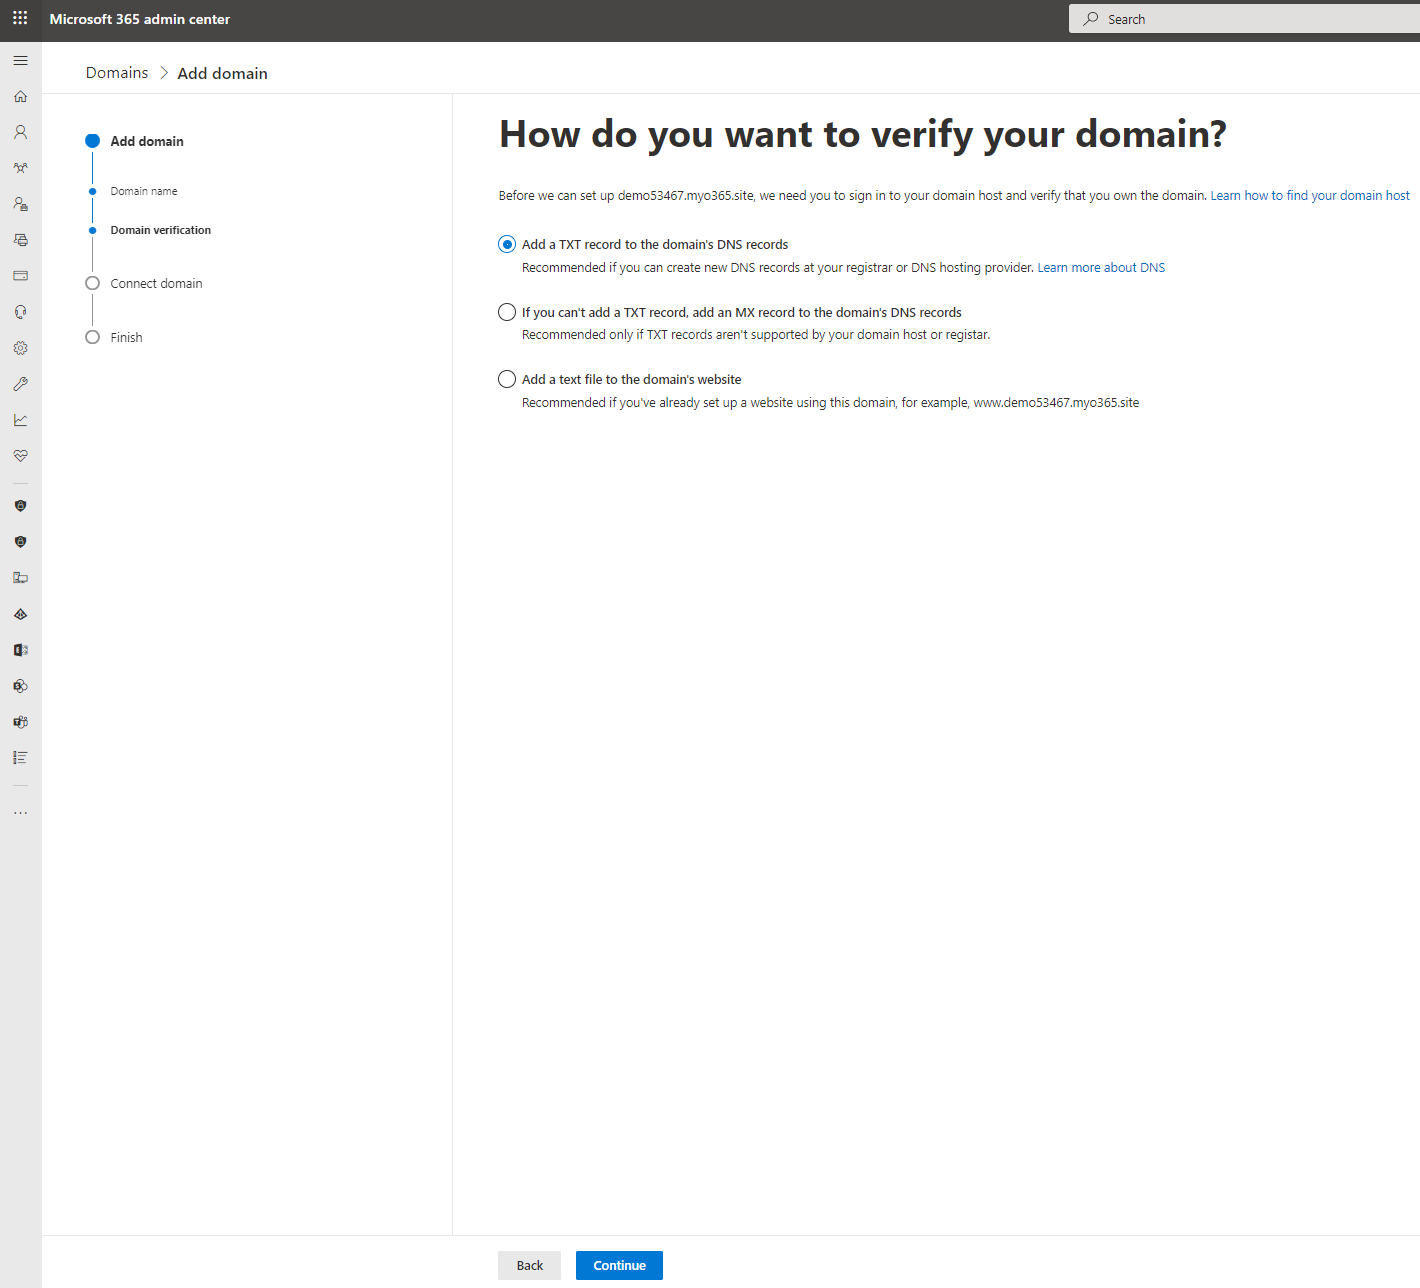 Microsoft 365 admin center
Search
Domains > Add domain
Add domain
Domain name
Domain verification
Connect domain
Finish
How do you want to verify your domain?
Before we can set up demo53467.myo365.site, we need you to sign in to your domain host and verify that you own the domain. Learn how to find your domain host
Add a TXT record to the domain's DNS records
Recommended if you can create new DNS records at your registrar or DNS hosting provider. Learn more about DNS
If you can't add a TXT record, add an MX record to the domain's DNS records
Recommended only if TXT records aren't supported by your domain host or registar.
Add a text file to the domain's website
Recommended if you've already set up a website using this domain, for example, www.demo53467.myo365.site
Back
Continue